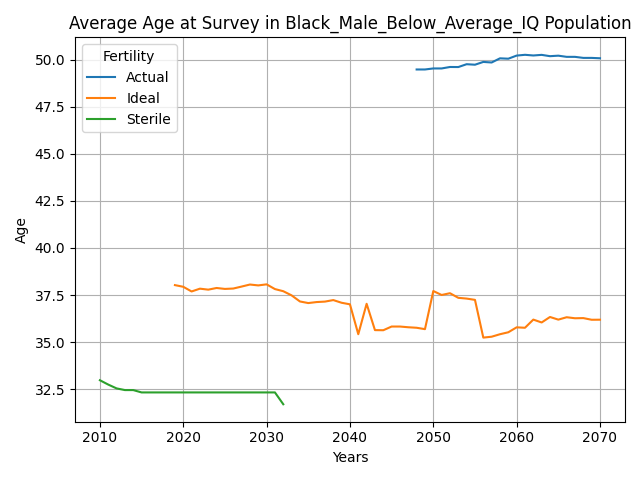 Average Age at Survey in Black_Male_Below_Average_IQ Population
Fertility
Actual
Ideal
Sterile
Age
50.0
47.5
45.0
42.5
40.0
37.5
35.0
32.5
2010 2020 2030 2040 2050 2060 2070
Years